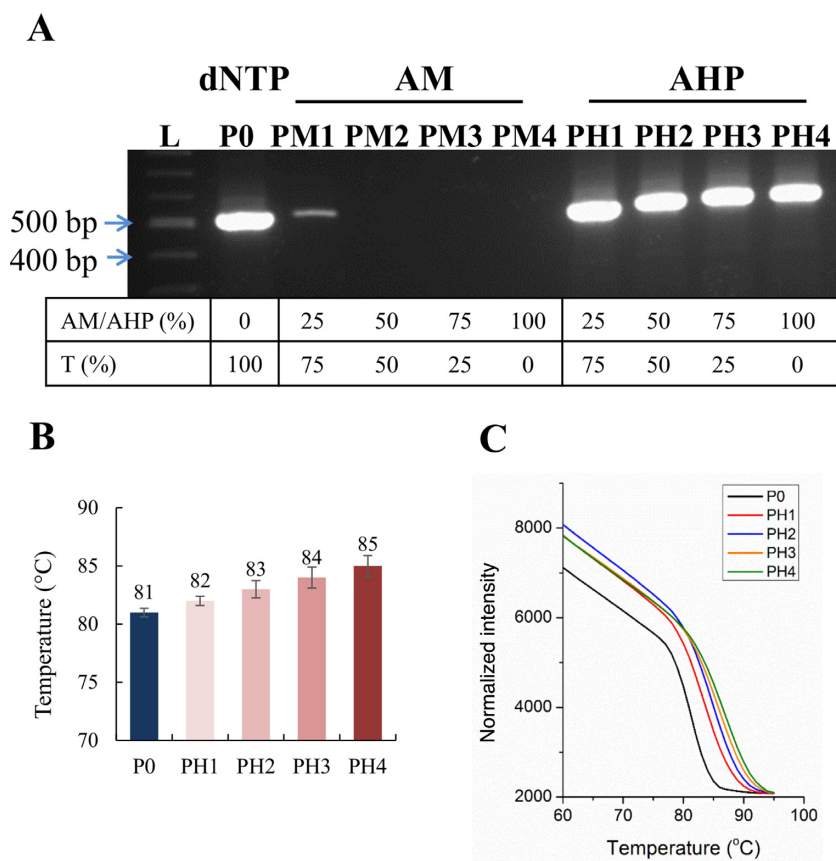 A
dNTP AM AHP
L P0 PM1 PM2 PM3 PM4 PH1 PH2 PH3 PH4
500 bp
400 bp
AM/AHP (%) 0 25 50 75 100 25 50 75 100
T (%) 100 75 50 25 0 75 50 25 0
B
90
85
80
75
70
Temperature (°C)
81 82 83 84 85
P0 PH1 PH2 PH3 PH4
C
P0
PH1
PH2
PH3
PH4
8000
6000
4000
2000
Normalized intensity
60 70 80 90 100
Temperature (°C)